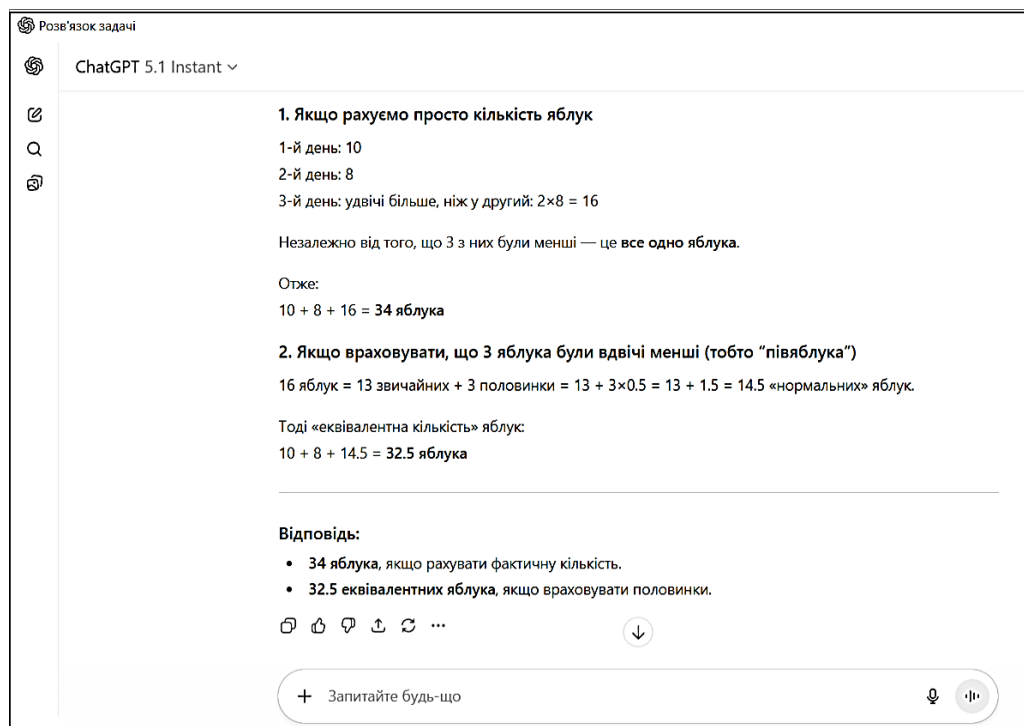 Розв'язок задачі
ChatGPT 5.1 Instant
1. Якщо рахуємо просто кількість яблук
1-й день: 10
2-й день: 8
3-й день: удвічі більше, ніж у другий: 2×8 = 16
Незалежно від того, що 3 з них були менші — це все одно яблука.
Отже:
10 + 8 + 16 = 34 яблука
2. Якщо враховувати, що 3 яблука були вдвічі менші (тобто “півяблука”)
16 яблук = 13 звичайних + 3 половинки = 13 + 3×0.5 = 13 + 1.5 = 14.5 «нормальних» яблук.
Тоді «еквівалентна кількість» яблук:
10 + 8 + 14.5 = 32.5 яблука
Відповідь:
• 34 яблука, якщо рахувати фактичну кількість.
• 32.5 еквівалентних яблука, якщо враховувати половинки.
Запитайте будь-що